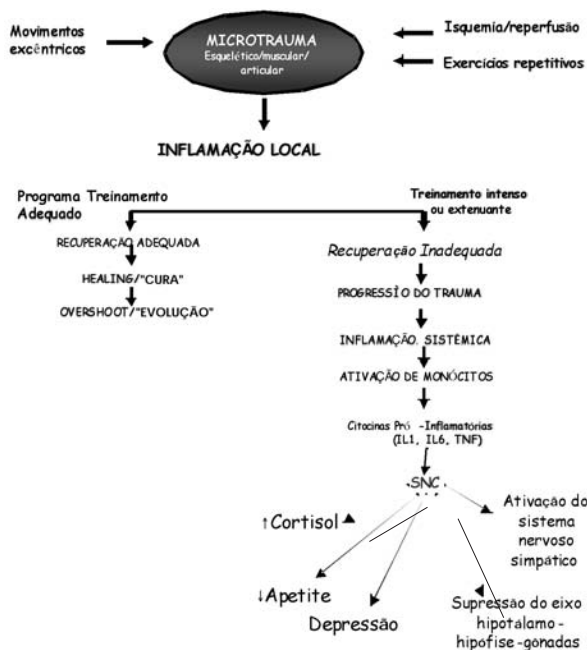 Movimentos
excêntricos
MICROTRAUMA
Esquelético/muscular/
articular
Isquemia/reperfusão
Exercícios repetitivos
INFLAMAÇÃO LOCAL
Programa Treinamento
Adequado
Treinamento intenso
ou extenuante
RECUPERAÇÃO ADEQUADA
HEALING/"CURA"
OVERSHOOT/"EVOLUÇÃO"
Recuperação Inadequada
PROGRESSÌO DO TRAUMA
INFLAMAÇÃO. SISTÊMICA
ATIVAÇÃO DE MONÓCITOS
Citocinas Pró -Inflamatórias
(IL1, IL6, TNF)
SNC
↑Cortisol
↓Apetite
Depressão
Ativação do
sistema
nervoso
simpático
Supressão do eixo
hipotálamo-
hipófise-gônadas